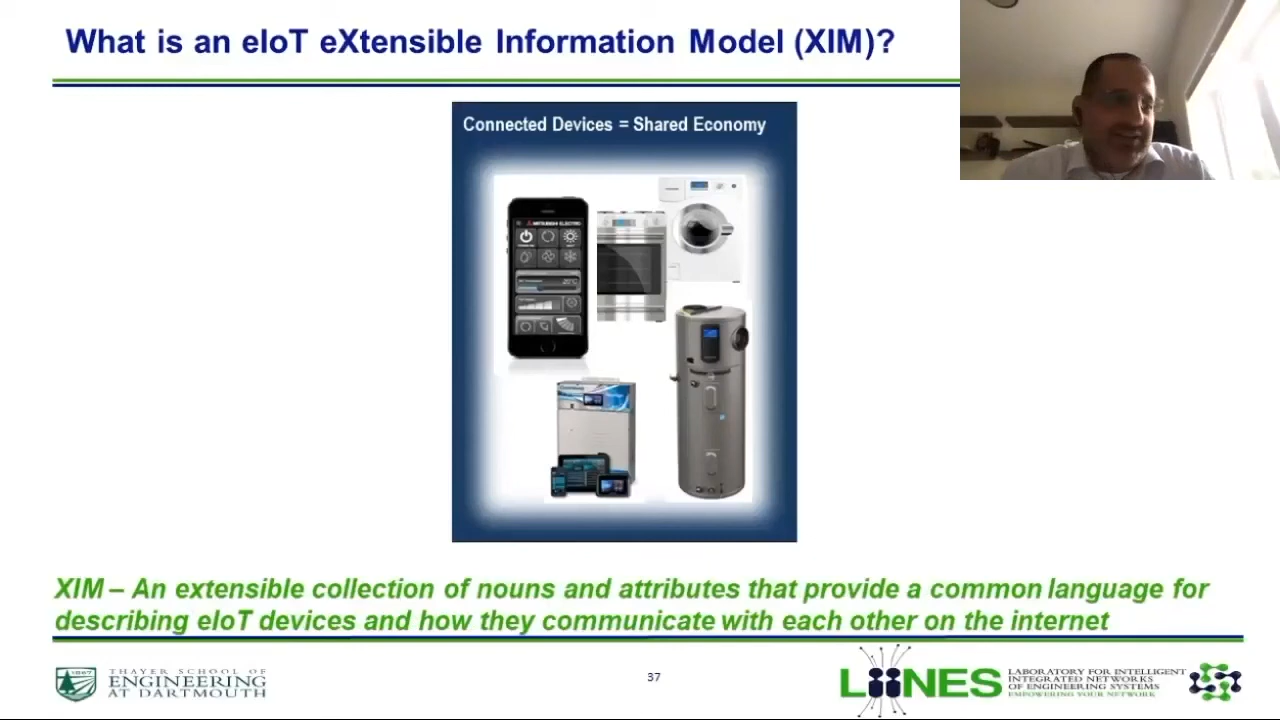 What is an eIoT eXtensible Information Model (XIM)?
Connected Devices = Shared Economy
MITSUBISHI ELECTRIC
XIM – An extensible collection of nouns and attributes that provide a common language for
describing eIoT devices and how they communicate with each other on the internet
1867
THAYER SCHOOL OF
ENGINEERING
AT DARTMOUTH
37
LIINES
LABORATORY FOR INTELLIGENT
INTEGRATED NETWORKS
OF ENGINEERING SYSTEMS
EMPOWERING YOUR NETWORK